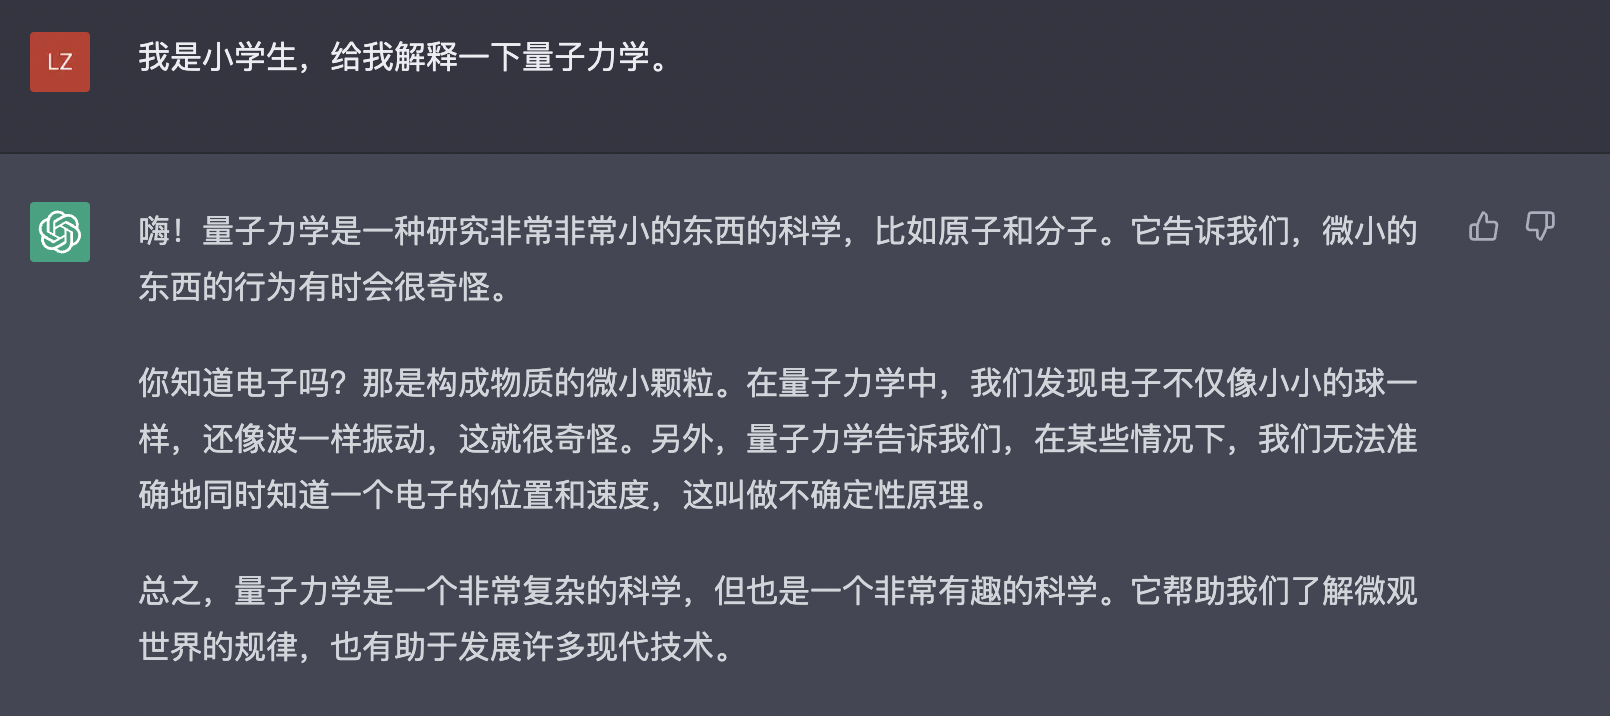 LZ
我是小学生，给我解释一下量子力学。
嗨！量子力学是一种研究非常非常小的东西的科学，比如原子和分子。它告诉我们，微小的
东西的行为有时会很奇怪。
你知道电子吗？那是构成物质的微小颗粒。在量子力学中，我们发现电子不仅像小小的球一
样，还像波一样振动，这就很奇怪。另外，量子力学告诉我们，在某些情况下，我们无法准
确地同时知道一个电子的位置和速度，这叫做不确定性原理。
总之，量子力学是一个非常复杂的科学，但也是一个非常有趣的科学。它帮助我们了解微观
世界的规律，也有助于发展许多现代技术。